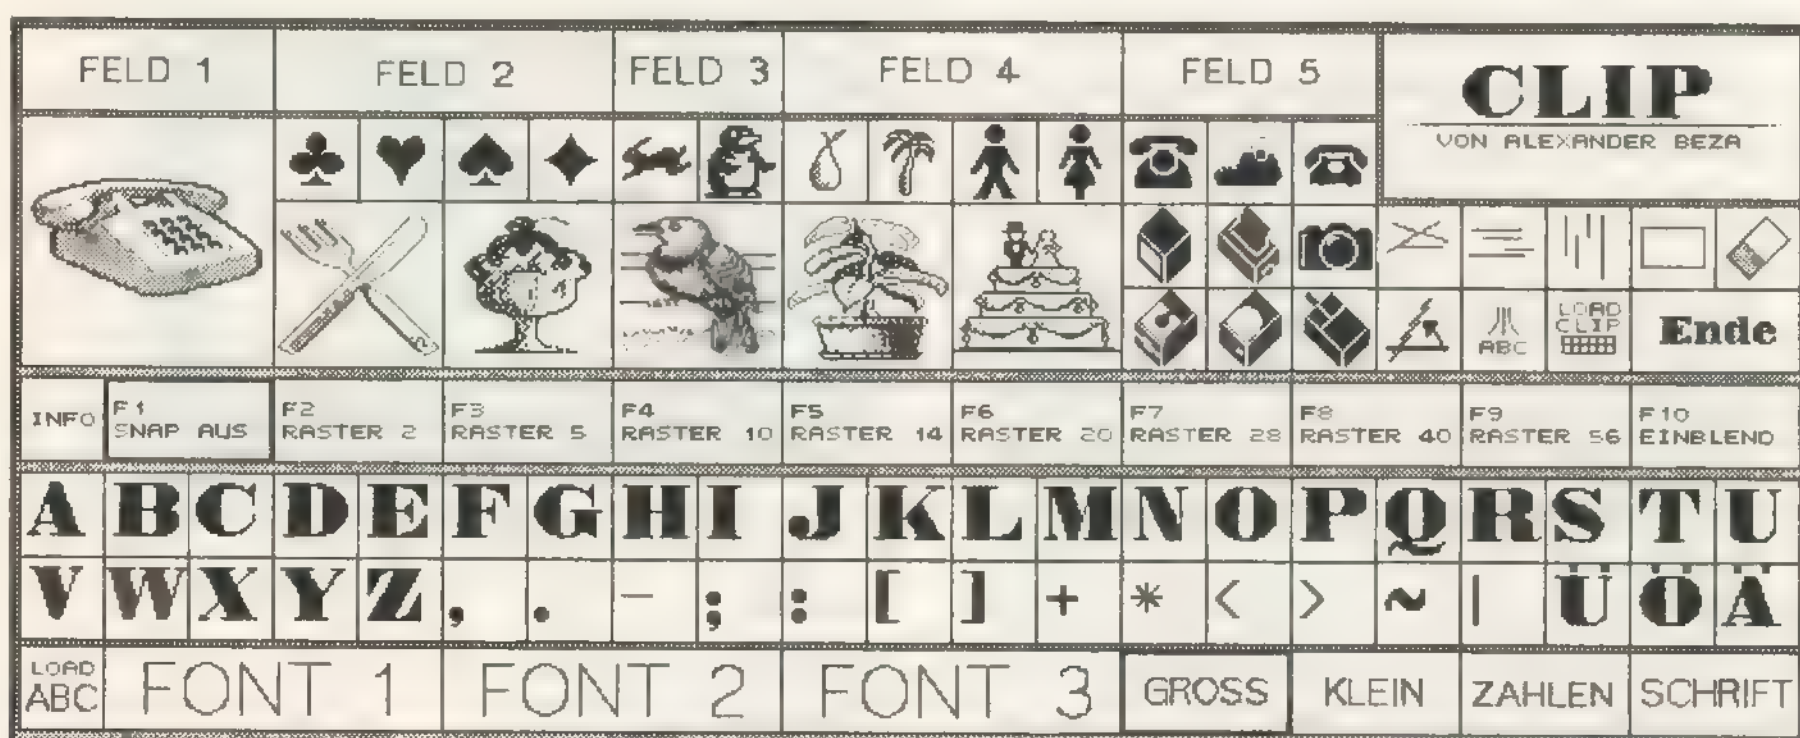 FELD 1 FELD 2 FELD 3 FELD 4 FELD 5
CLIP
VON ALEXANDER BEZA
ABC
LOAD
CLIP
Ende
INFO
F1
SNAP AUS
F2
RASTER 2
F3
RASTER 5
F4
RASTER 10
F5
RASTER 14
F6
RASTER 20
F7
RASTER 28
F8
RASTER 40
F9
RASTER 56
F10
EINBLEND
A B C D E F G H I J K L M N O P Q R S T U
V W X Y Z , . - ; : [ ] + * < > ~ | Ü Ö Ä
LOAD
ABC
FONT 1 FONT 2 FONT 3 GROSS KLEIN ZAHLEN SCHRIFT